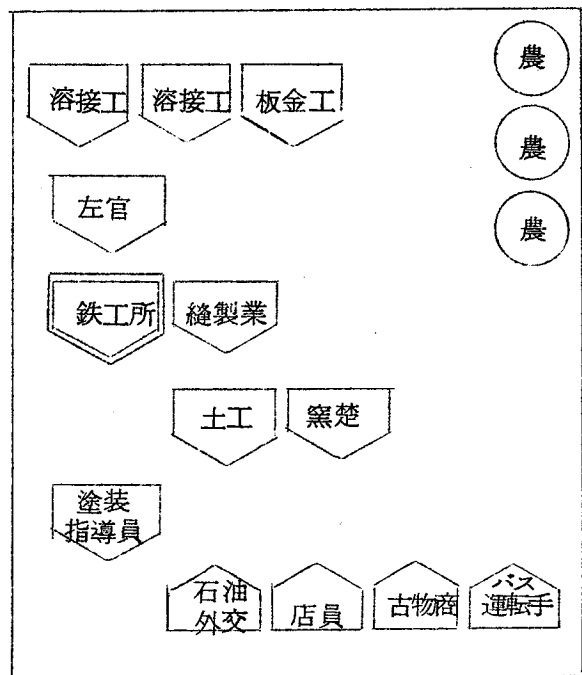 農
溶接工 溶接工 板金工
農
左官
農
鉄工所 縫製業
土工 窯楚
塗装
指導員
石油
外交
店員
古物商
バス
運転手